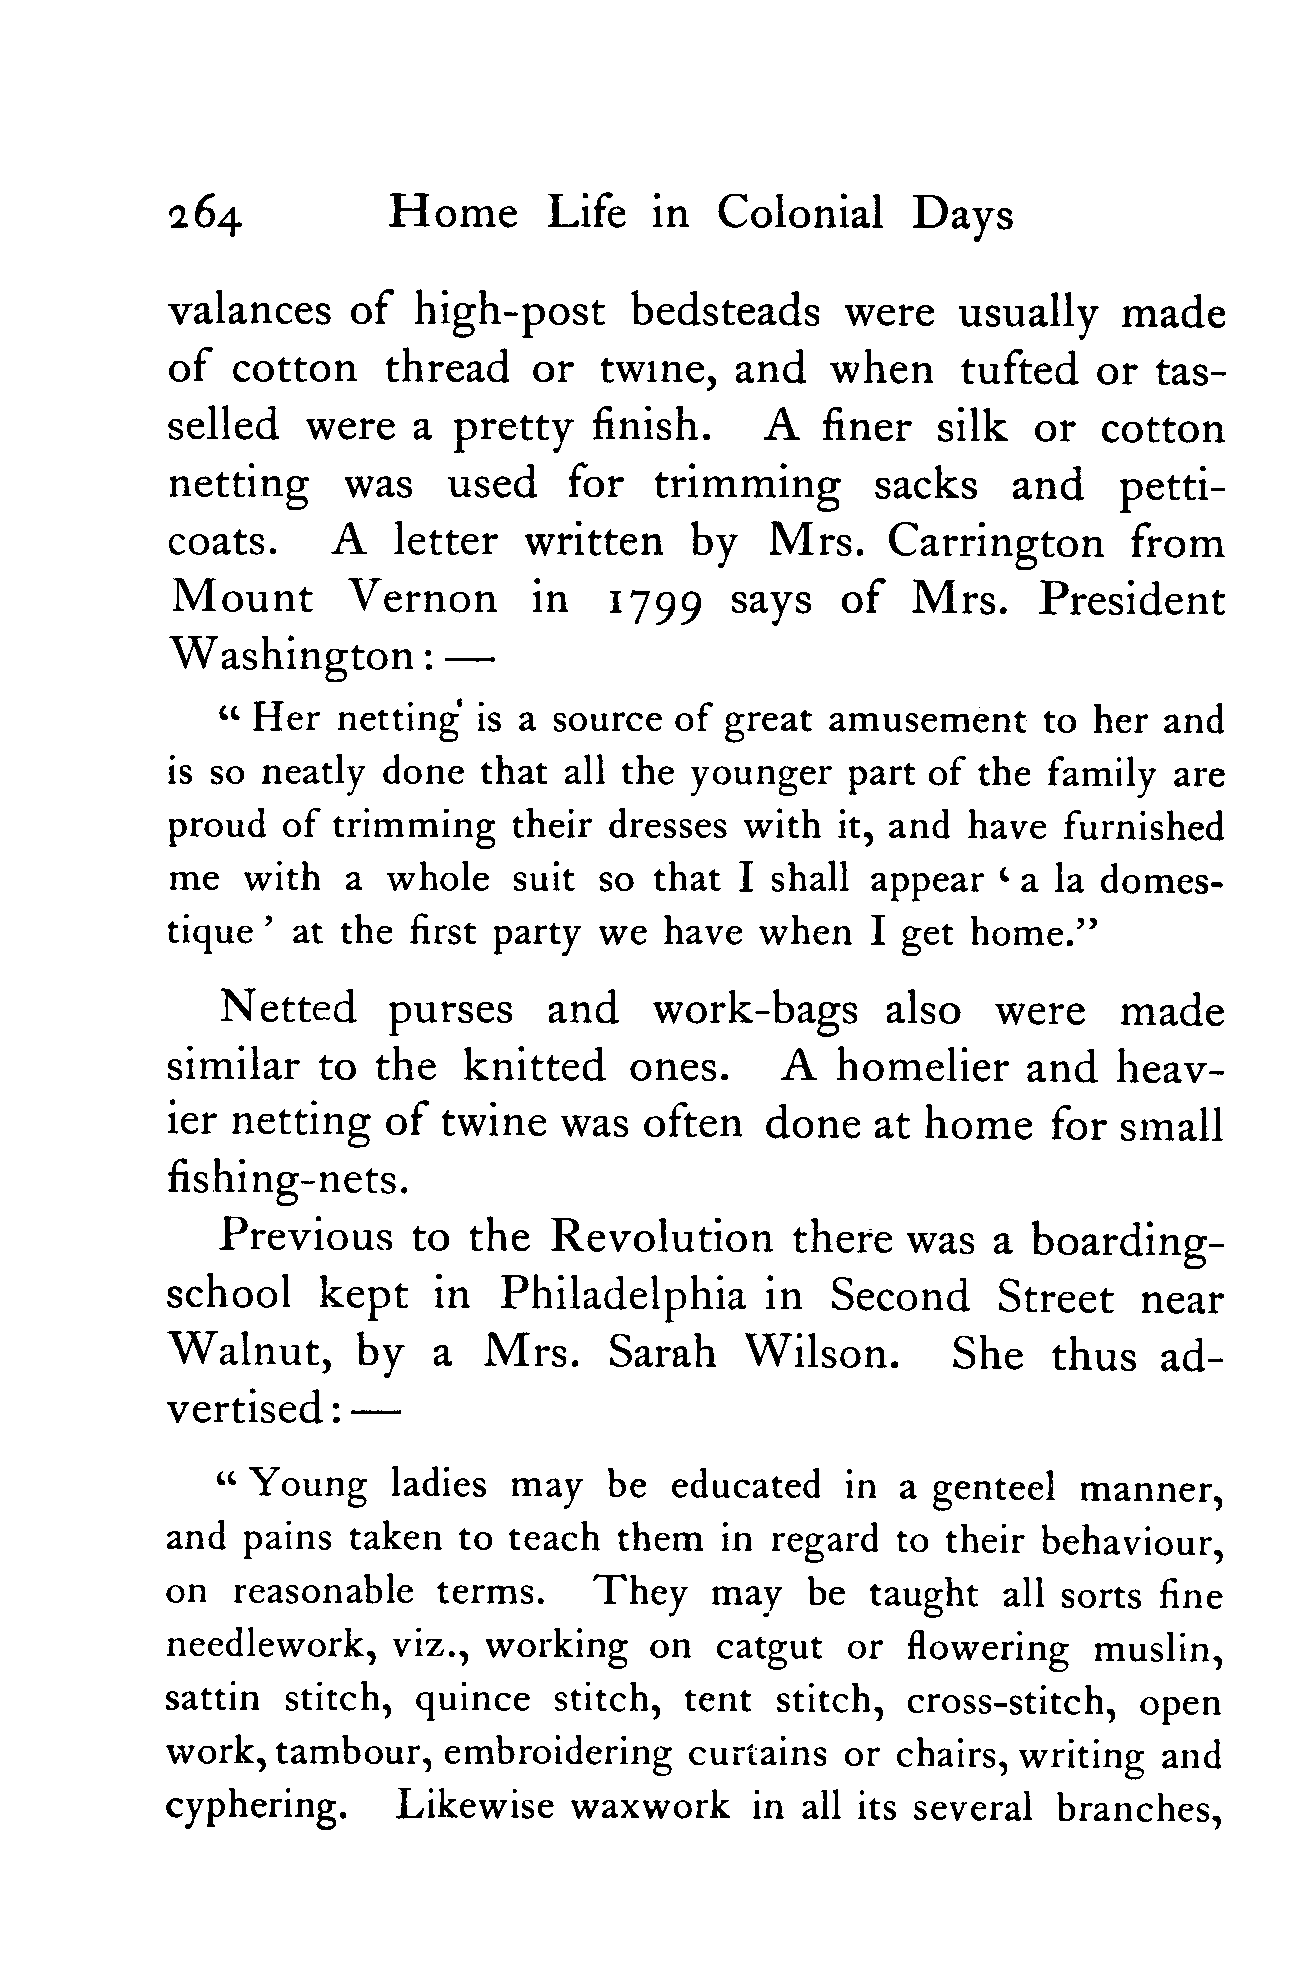 264 Home Life in Colonial Days
valances of high-post bedsteads were usually made
of cotton thread or twine, and when tufted or tas-
selled were a pretty finish. A finer silk or cotton
netting was used for trimming sacks and petti-
coats. A letter written by Mrs. Carrington from
Mount Vernon in 1799 says of Mrs. President
Washington: —
“ Her netting is a source of great amusement to her and
is so neatly done that all the younger part of the family are
proud of trimming their dresses with it, and have furnished
me with a whole suit so that I shall appear ‘ a la domes-
tique ’ at the first party we have when I get home.”
Netted purses and work-bags also were made
similar to the knitted ones. A homelier and heav-
ier netting of twine was often done at home for small
fishing-nets.
Previous to the Revolution there was a boarding-
school kept in Philadelphia in Second Street near
Walnut, by a Mrs. Sarah Wilson. She thus ad-
vertised: —
“ Young ladies may be educated in a genteel manner,
and pains taken to teach them in regard to their behaviour,
on reasonable terms. They may be taught all sorts fine
needlework, viz., working on catgut or flowering muslin,
sattin stitch, quince stitch, tent stitch, cross-stitch, open
work, tambour, embroidering curtains or chairs, writing and
cyphering. Likewise waxwork in all its several branches,